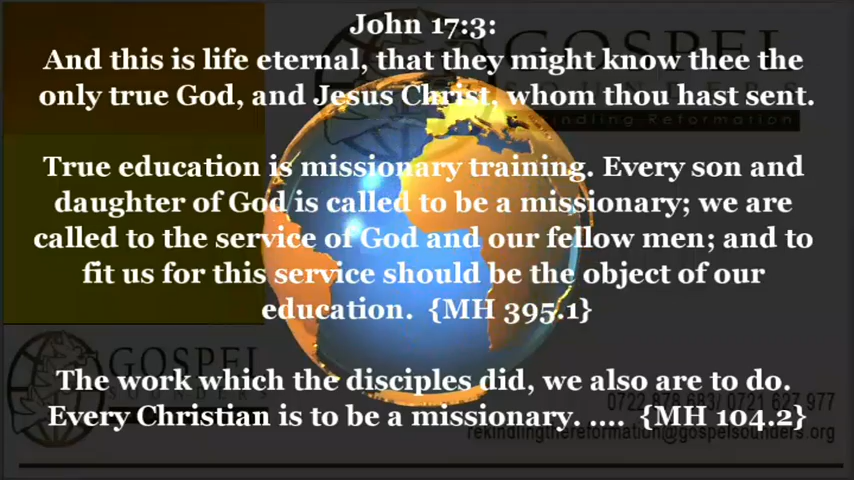 John 17:3:
And this is life eternal, that they might know thee the
only true God, and Jesus Christ, whom thou hast sent.
True education is missionary training. Every son and
daughter of God is called to be a missionary; we are
called to the service of God and our fellow men; and to
fit us for this service should be the object of our
education. {MH 395.1}
The work which the disciples did, we also are to do.
Every Christian is to be a missionary. .... {MH 104.2}
GOSPEL
SOUNDERS
Rekindling Reformation
GOSPEL
SOUNDERS
0722 878 683/ 0721 627 977
rekindlingthereformation@gospelsounders.org